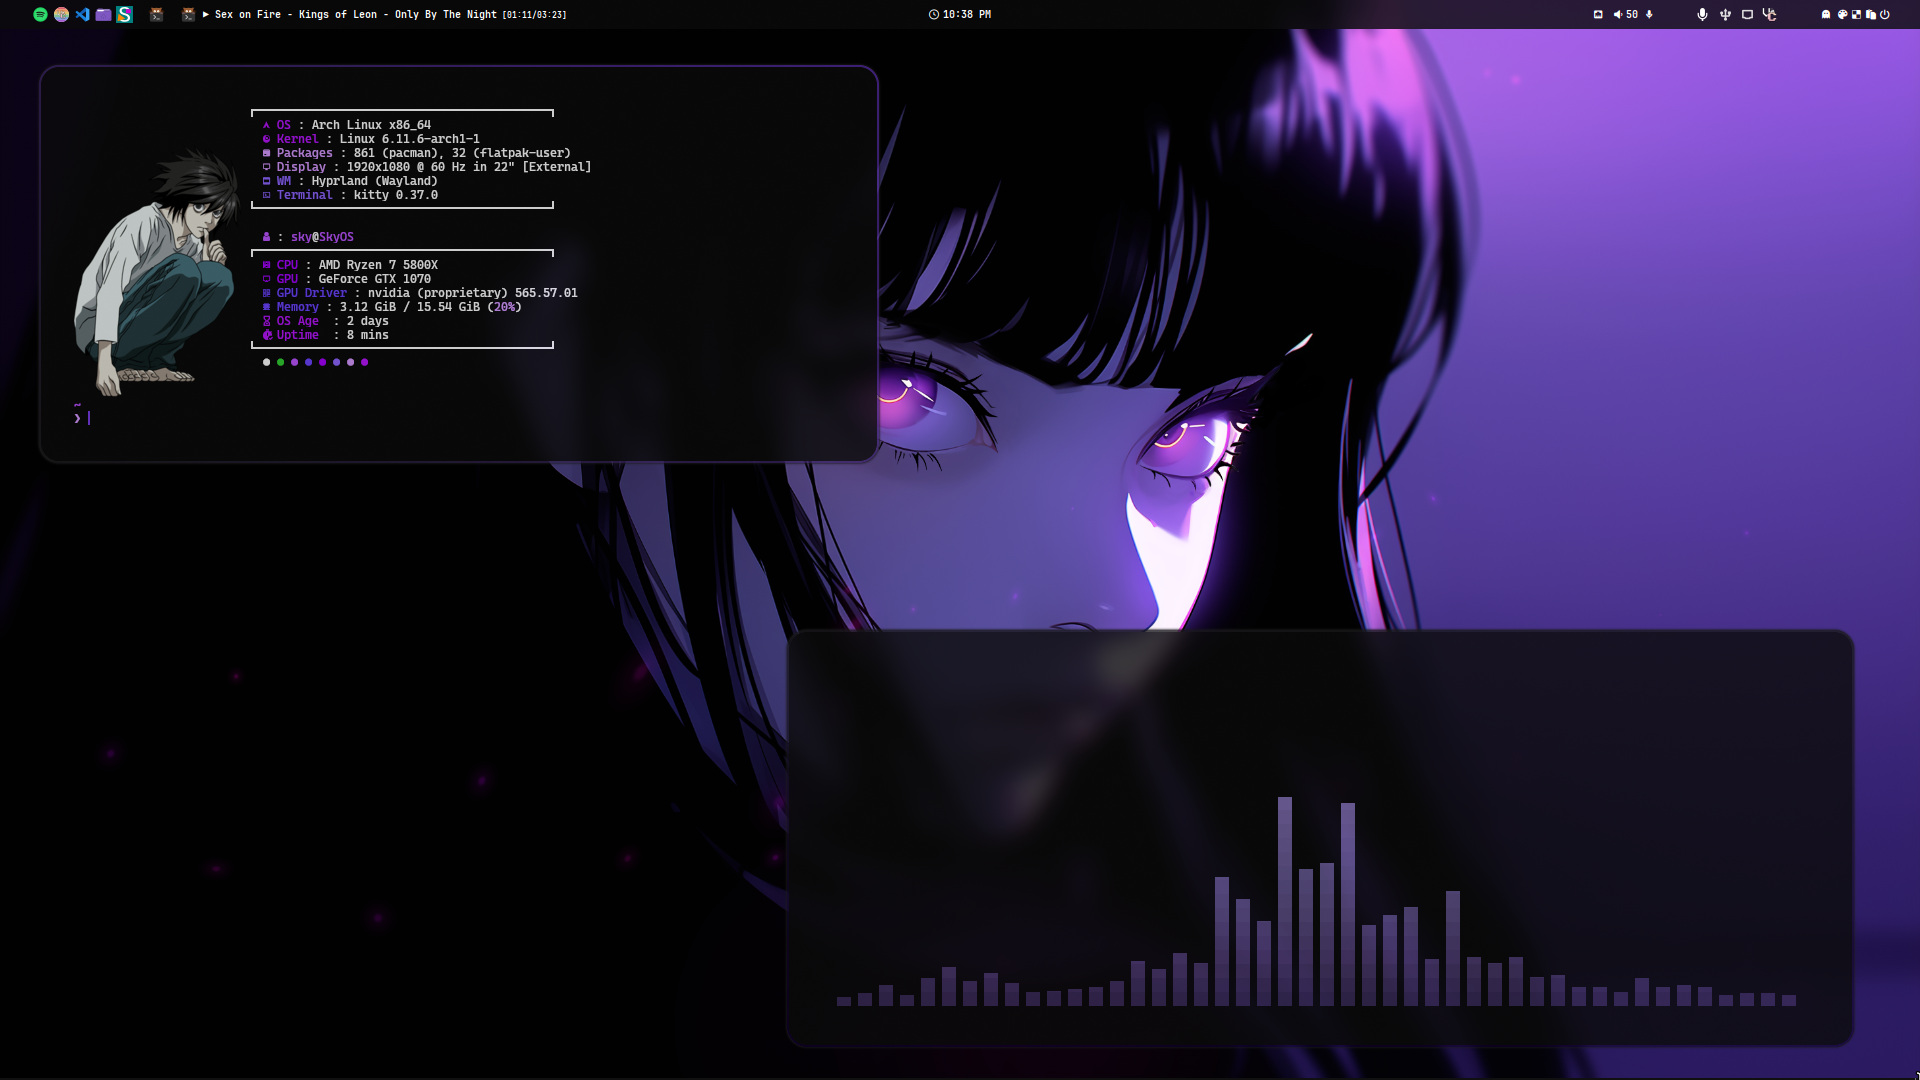 Sex on Fire - Kings of Leon - Only By The Night [01:11/03:23]
10:38 PM
50
OS : Arch Linux x86_64
Kernel : Linux 6.11.6-arch1-1
Packages : 861 (pacman), 32 (flatpak-user)
Display : 1920x1080 @ 60 Hz in 22" [External]
WM : Hyprland (Wayland)
Terminal : kitty 0.37.0
: sky@SkyOS
CPU : AMD Ryzen 7 5800X
GPU : GeForce GTX 1070
GPU Driver : nvidia (proprietary) 565.57.01
Memory : 3.12 GiB / 15.54 GiB (20%)
OS Age : 2 days
Uptime : 8 mins
~
❯